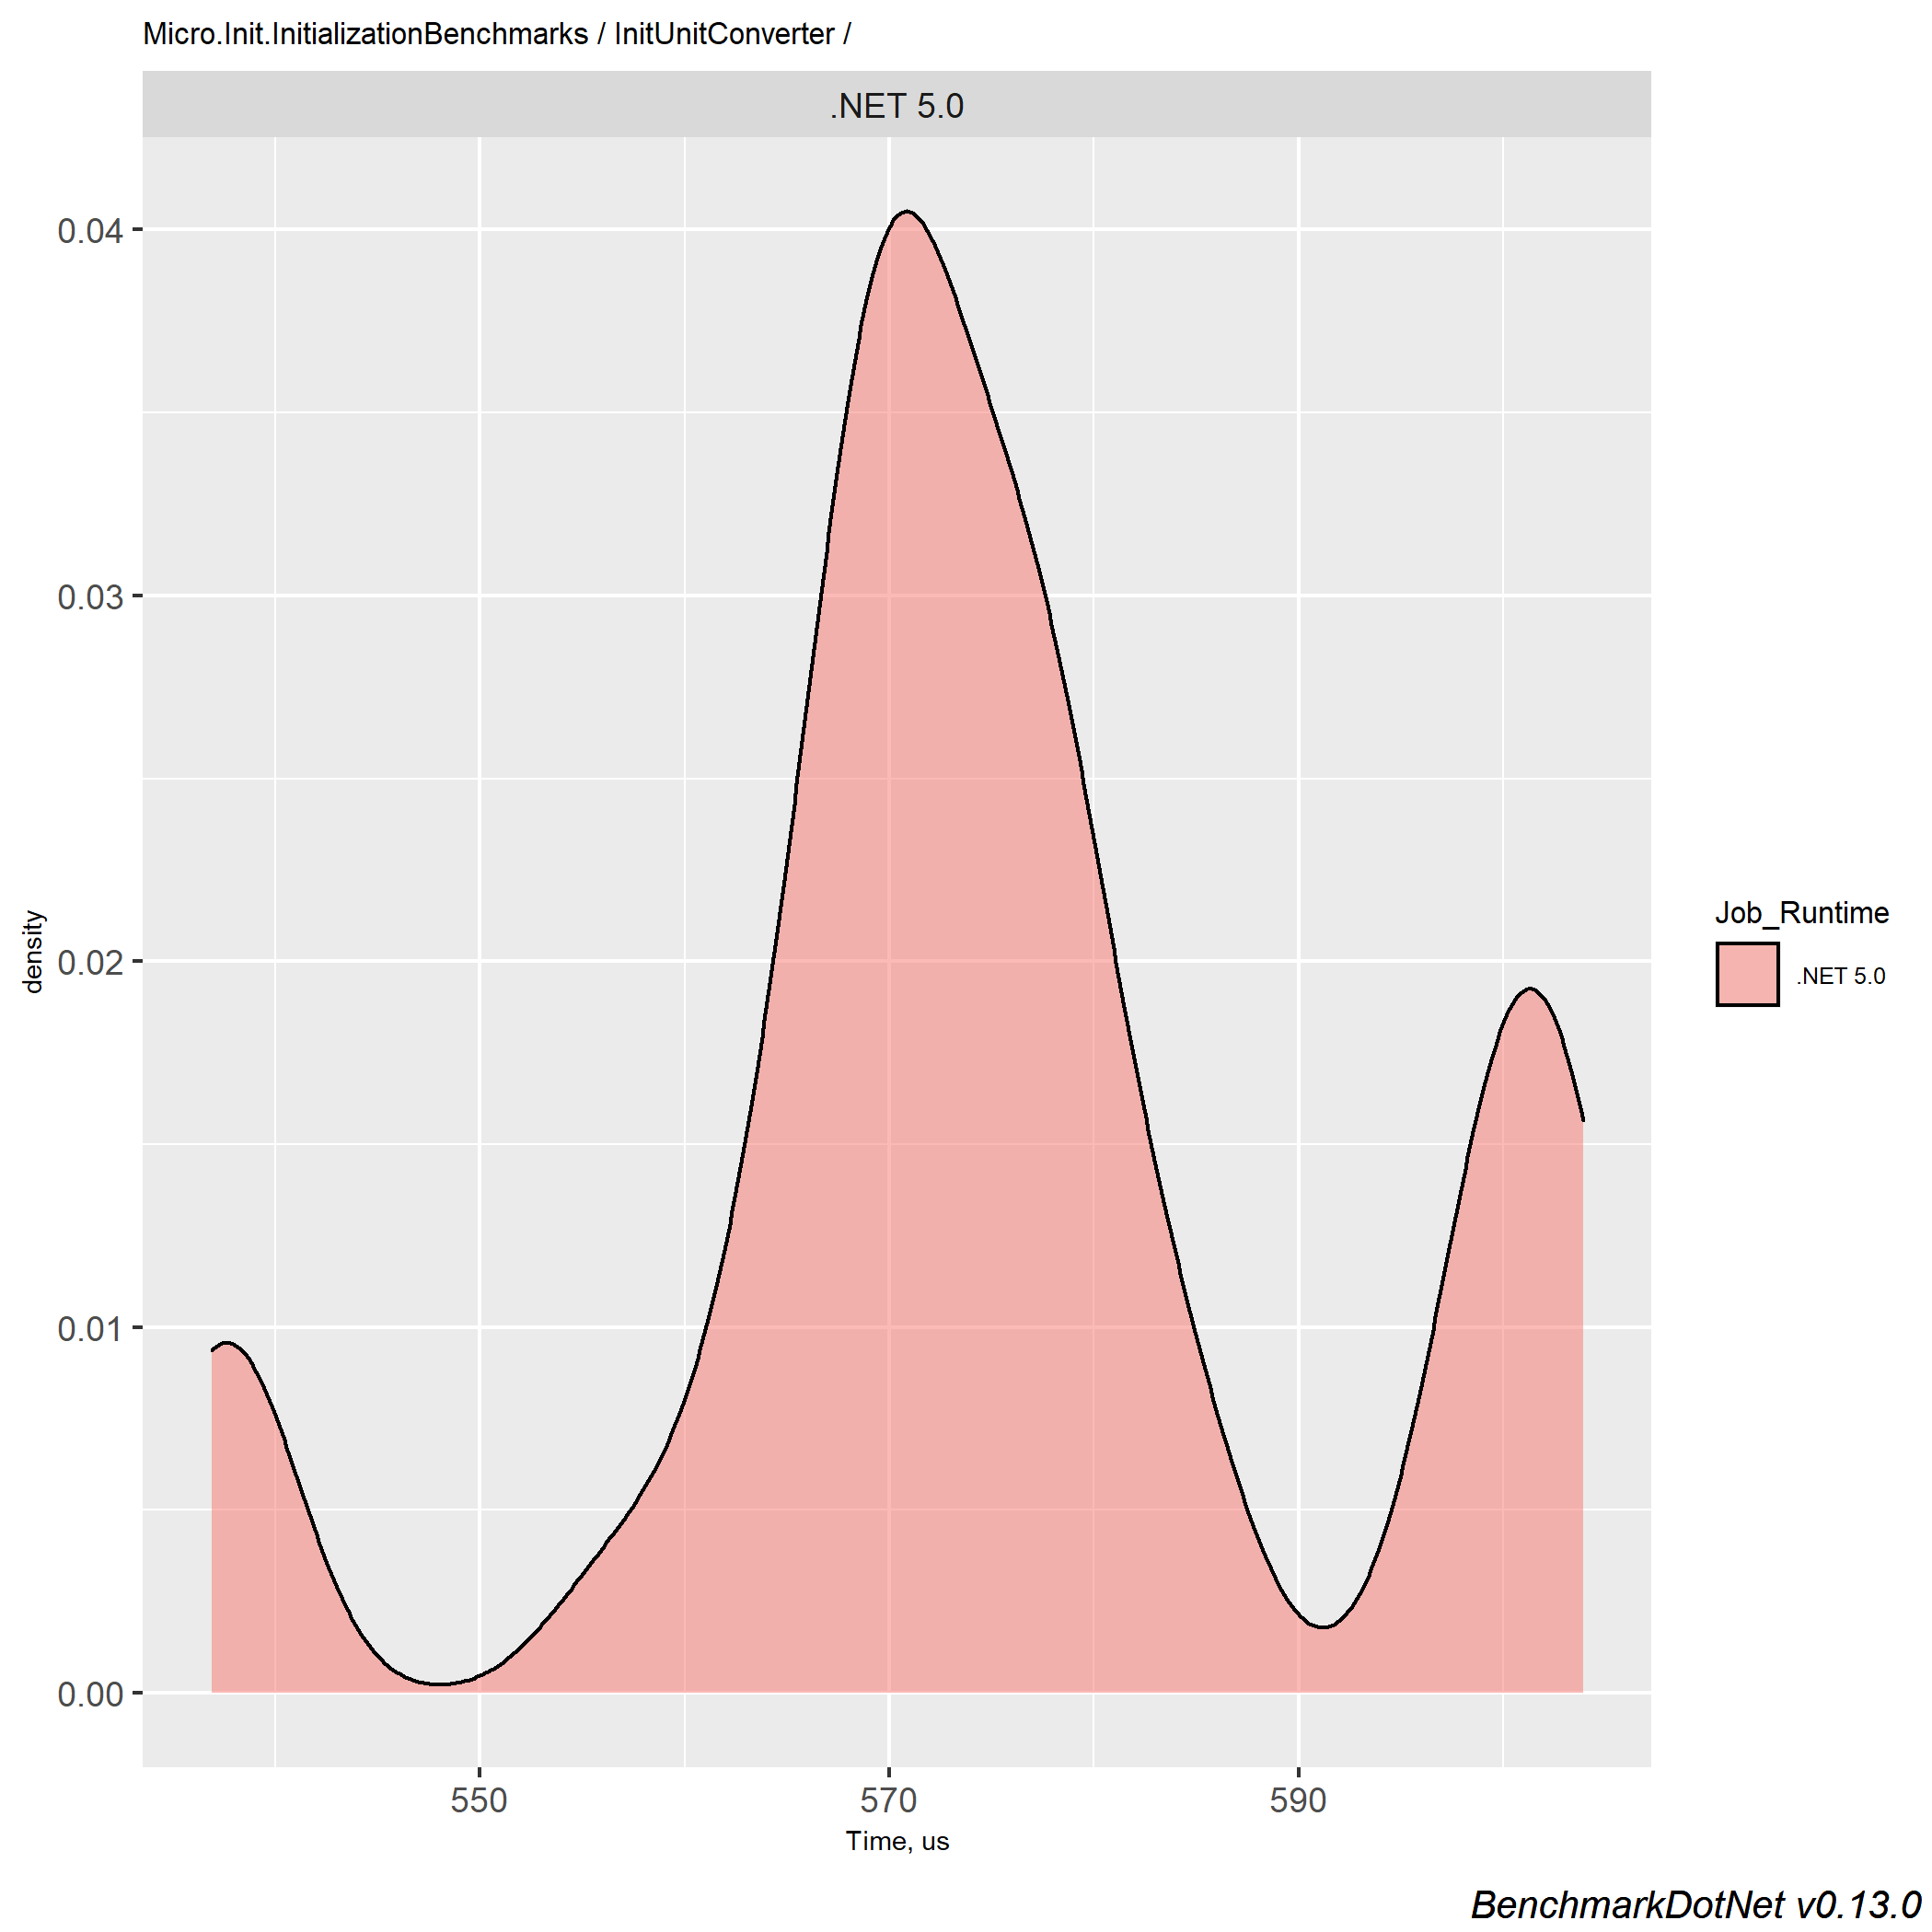 Micro.Init.InitializationBenchmarks / InitUnitConverter /
.NET 5.0
0.04
0.03
0.02
0.01
0.00
density
550 570 590
Time, us
Job_Runtime
.NET 5.0
BenchmarkDotNet v0.13.0